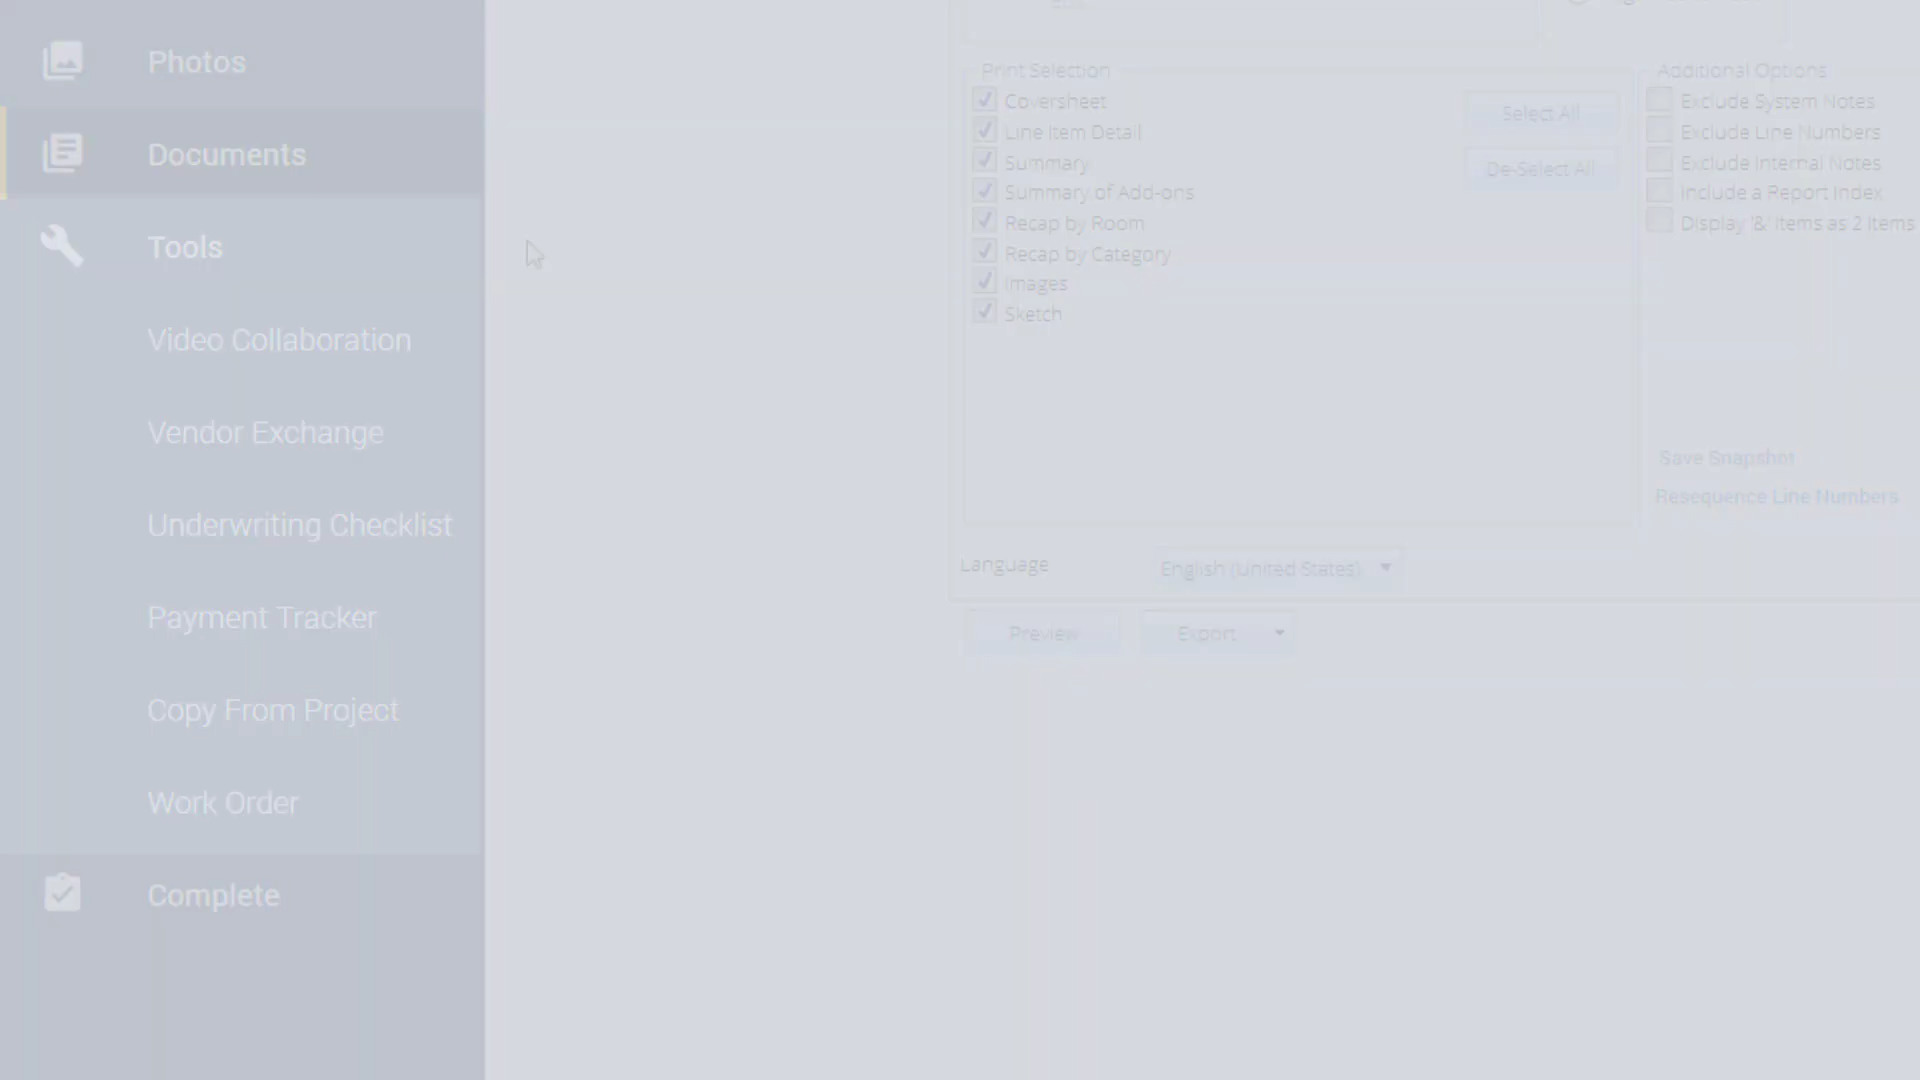 Photos
Documents
Tools
Video Collaboration
Vendor Exchange
Underwriting Checklist
Payment Tracker
Copy From Project
Work Order
Complete
Print Selection
Coversheet
Line Item Detail
Summary
Summary of Add-ons
Recap by Room
Recap by Category
Images
Sketch
Select All
De-Select All
Additional Options
Exclude System Notes
Exclude Line Numbers
Exclude Internal Notes
Include a Report Index
Display '&' Items as 2 Items
Save Snapshot
Resequence Line Numbers
Language
English (United States)
Preview
Export